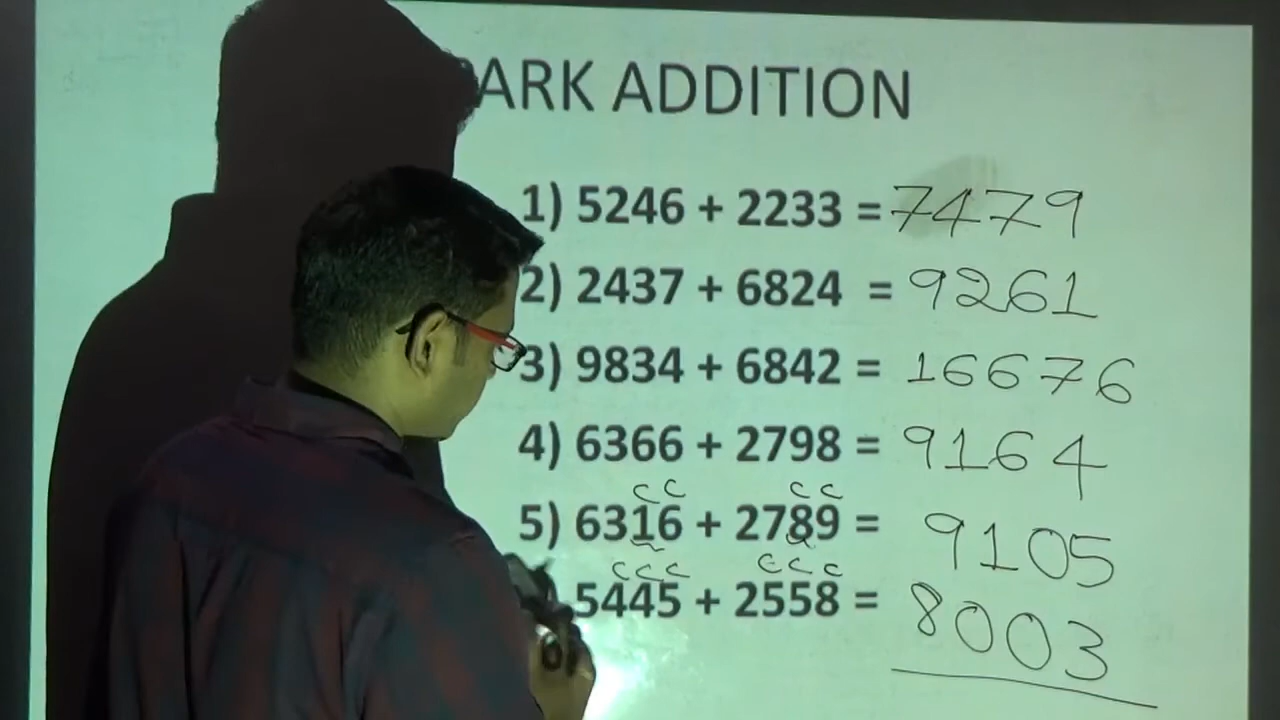 ARK ADDITION
1) 5246 + 2233 = 7479
2) 2437 + 6824 = 9261
3) 9834 + 6842 = 16676
4) 6366 + 2798 = 9164
c c c c
5) 6316 + 2789 = 9105
c c c c c c
5445 + 2558 = 8003